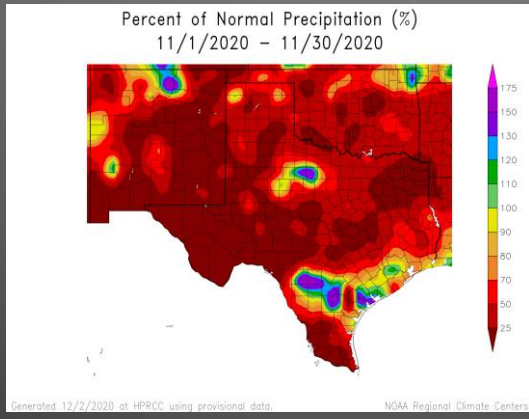 Percent of Normal Precipitation (%)
11/1/2020 – 11/30/2020
175
150
130
120
110
100
90
80
70
50
25
Generated 12/2/2020 at HPRCC using provisional data.
NOAA Regional Climate Centers